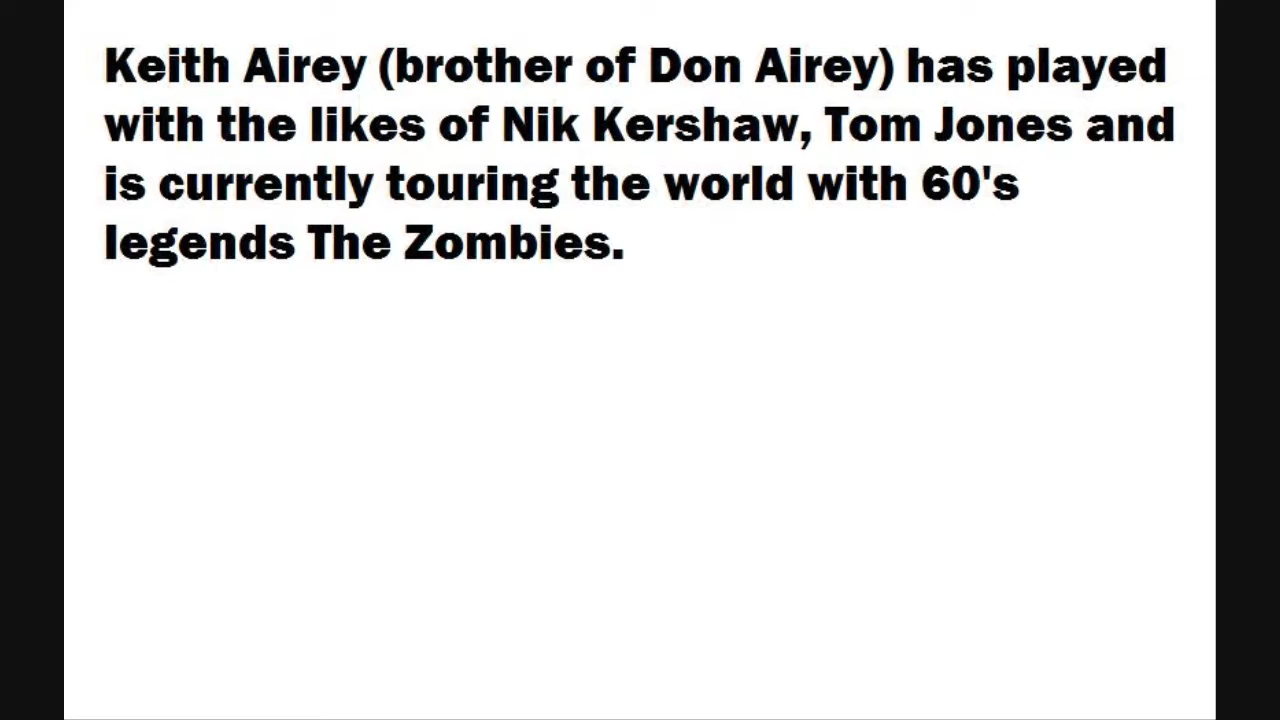 Keith Airey (brother of Don Airey) has played
with the likes of Nik Kershaw, Tom Jones and
is currently touring the world with 60's
legends The Zombies.